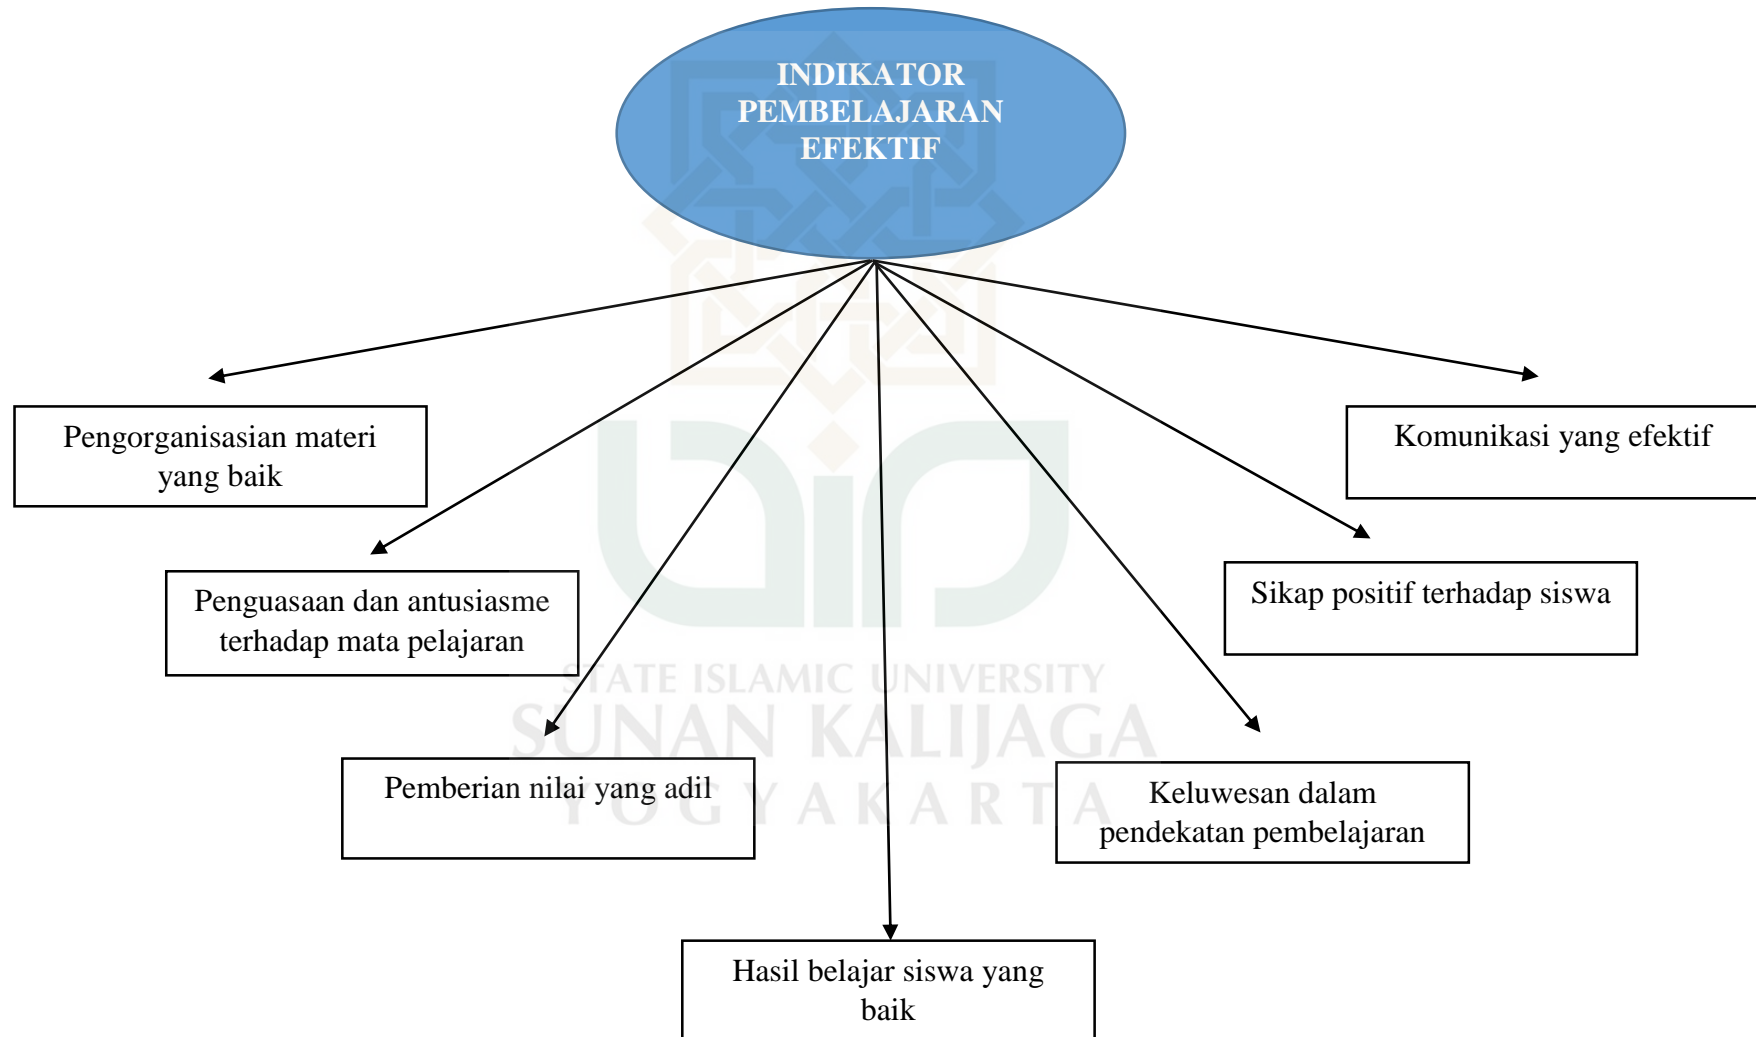 INDIKATOR
PEMBELAJARAN
EFEKTIF
Pengorganisasian materi
yang baik
Komunikasi yang efektif
Penguasaan dan antusiasme
terhadap mata pelajaran
Sikap positif terhadap siswa
Pemberian nilai yang adil
Keluwesan dalam
pendekatan pembelajaran
Hasil belajar siswa yang
baik
STATE ISLAMIC UNIVERSITY
SUNAN KALIJAGA
YOGYAKARTA